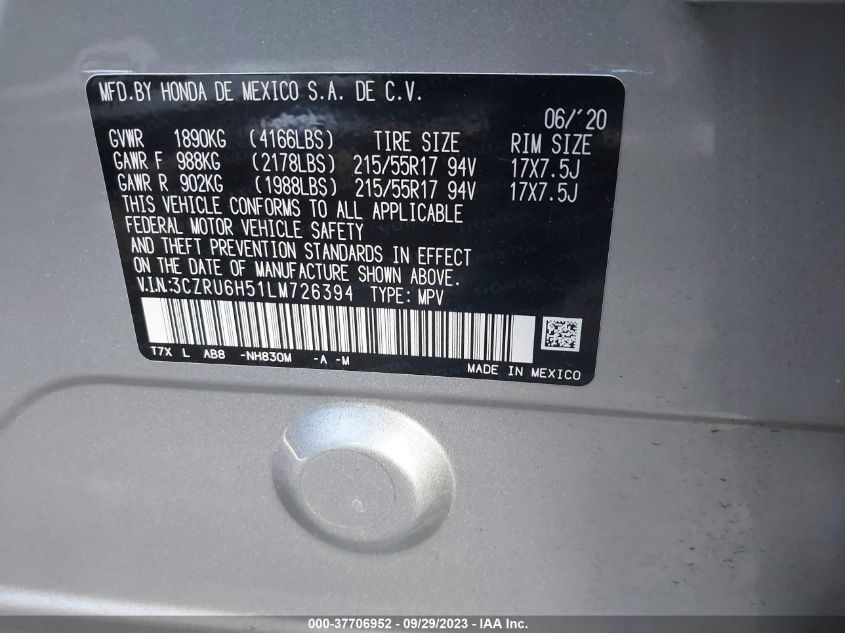 MFD.BY HONDA DE MEXICO S.A. DE C.V.
06/'20
GVWR 1890KG (4166LBS) TIRE SIZE RIM SIZE
GAWR F 988KG (2178LBS) 215/55R17 94V 17X7.5J
GAWR R 902KG (1988LBS) 215/55R17 94V 17X7.5J
THIS VEHICLE CONFORMS TO ALL APPLICABLE
FEDERAL MOTOR VEHICLE SAFETY
AND THEFT PREVENTION STANDARDS IN EFFECT
ON THE DATE OF MANUFACTURE SHOWN ABOVE.
V.I.N:3CZRU6H51LM726394 TYPE: MPV
T7X L AB8 -NH830M -A -M
MADE IN MEXICO
000-37706952 / 09/29/2023 - IAA Inc.